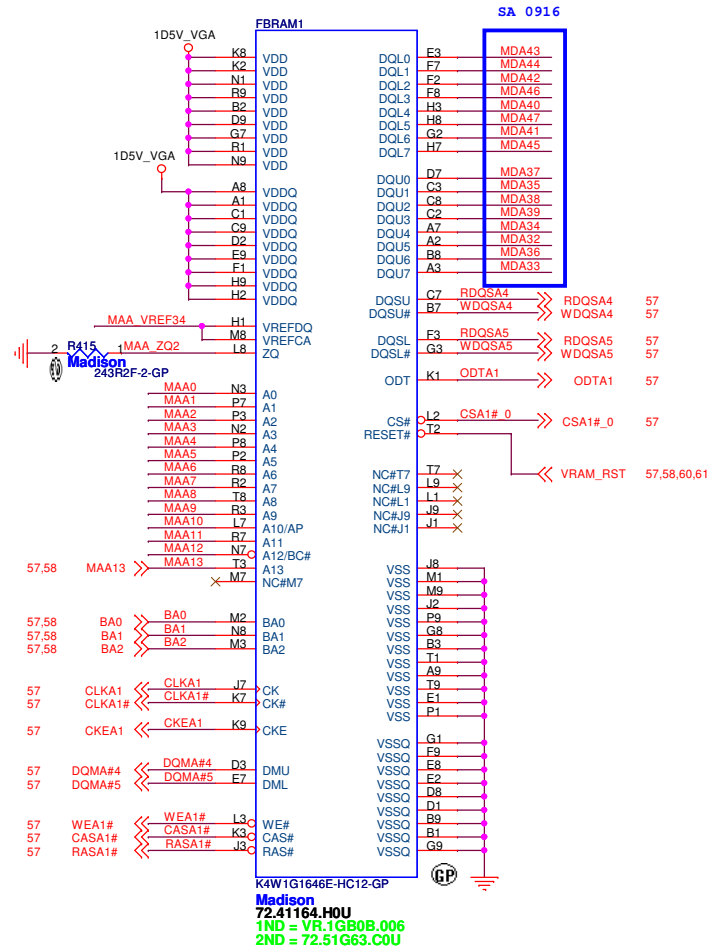 SA 0916
FBRAM1
1D5V_VGA
K8 VDD DQL0 E3 MDA43
K2 VDD DQL1 F7 MDA44
N1 VDD DQL2 F2 MDA42
R9 VDD DQL3 F8 MDA46
B2 VDD DQL4 H3 MDA40
D9 VDD DQL5 H8 MDA47
G7 VDD DQL6 G2 MDA41
R1 VDD DQL7 H7 MDA45
N9 VDD
1D5V_VGA
DQU0 D7 MDA37
A8 VDDQ DQU1 C3 MDA35
A1 VDDQ DQU2 C8 MDA38
C1 VDDQ DQU3 C2 MDA39
C9 VDDQ DQU4 A7 MDA34
D2 VDDQ DQU5 A2 MDA32
E9 VDDQ DQU6 B8 MDA36
F1 VDDQ DQU7 A3 MDA33
H9 VDDQ
H2 VDDQ DQSU C7 RDQSA4 RDQSA4 57
DQSU# B7 WDQSA4 WDQSA4 57
MAA_VREF34 H1 VREFDQ
M8 VREFCA DQSL F3 RDQSA5 RDQSA5 57
2 R415 1 MAA_ZQ2 L8 ZQ DQSL# G3 WDQSA5 WDQSA5 57
Madison
243R2F-2-GP
ODT K1 ODTA1 ODTA1 57
MAA0 N3 A0
MAA1 P7 A1
MAA2 P3 A2 CS# L2 CSA1#_0 CSA1#_0 57
MAA3 N2 A3 RESET# T2
MAA4 P8 A4
MAA5 P2 A5
MAA6 R8 A6 NC#T7 T7 VRAM_RST 57,58,60,61
MAA7 R2 A7 NC#L9 L9
MAA8 T8 A8 NC#L1 L1
MAA9 R3 A9 NC#J9 J9
MAA10 L7 A10/AP NC#J1 J1
MAA11 R7 A11
MAA12 N7 A12/BC#
57,58 MAA13 MAA13 T3 A13 VSS J8
M7 NC#M7 VSS M1
VSS M9
VSS J2
57,58 BA0 BA0 M2 BA0 VSS P9
57,58 BA1 BA1 N8 BA1 VSS G8
57,58 BA2 BA2 M3 BA2 VSS B3
VSS T1
VSS A9
57 CLKA1 CLKA1 J7 CK VSS T9
57 CLKA1# CLKA1# K7 CK# VSS E1
VSS P1
57 CKEA1 CKEA1 K9 CKE
VSSQ G1
VSSQ F9
57 DQMA#4 DQMA#4 D3 DMU VSSQ E8
57 DQMA#5 DQMA#5 E7 DML VSSQ E2
VSSQ D8
VSSQ D1
57 WEA1# WEA1# L3 WE# VSSQ B9
57 CASA1# CASA1# K3 CAS# VSSQ B1
57 RASA1# RASA1# J3 RAS# VSSQ G9
GP
K4W1G1646E-HC12-GP
Madison
72.41164.H0U
1ND = VR.1GB0B.006
2ND = 72.51G63.C0U